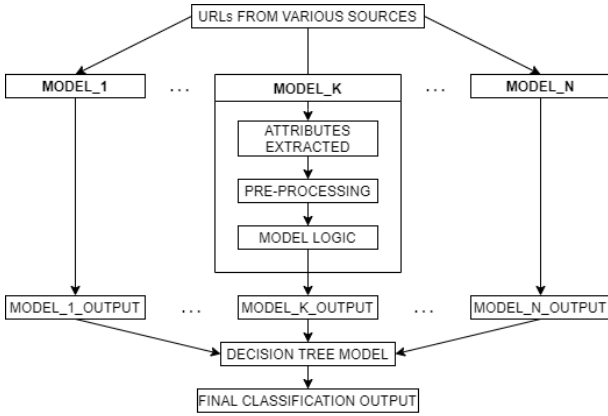 URLs FROM VARIOUS SOURCES
MODEL_1
...
MODEL_K
...
MODEL_N
ATTRIBUTES
EXTRACTED
PRE-PROCESSING
MODEL LOGIC
MODEL_1_OUTPUT
...
MODEL_K_OUTPUT
...
MODEL_N_OUTPUT
DECISION TREE MODEL
FINAL CLASSIFICATION OUTPUT